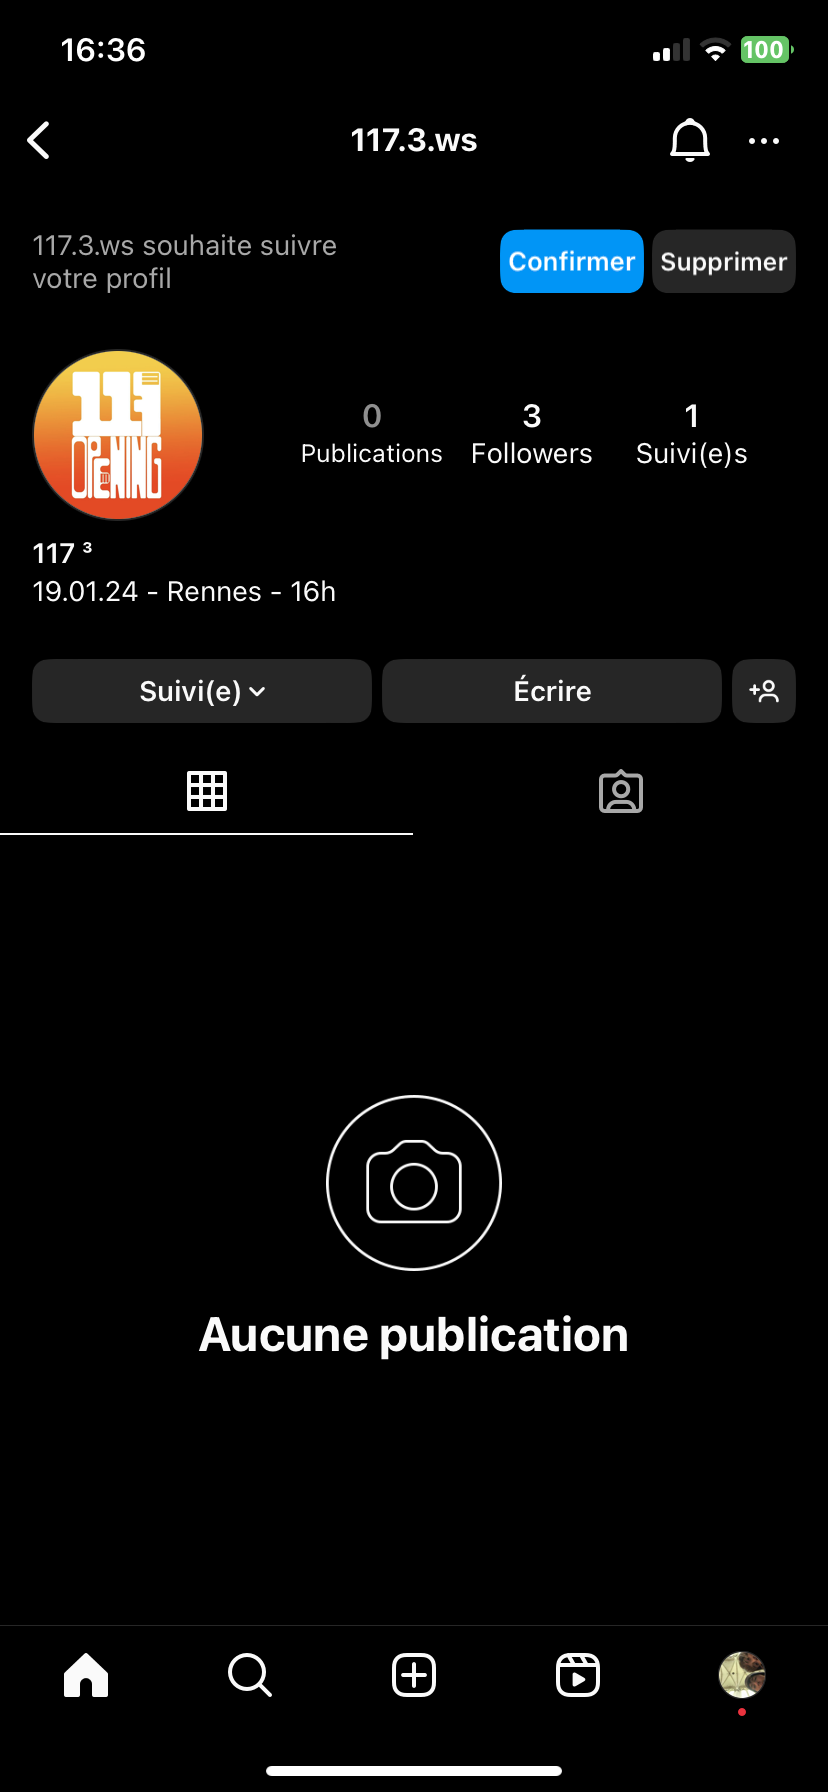 16:36
100
117.3.ws
117.3.ws souhaite suivre
votre profil
Confirmer
Supprimer
OPENING
0
3
1
Publications
Followers
Suivi(e)s
117 ³
19.01.24 - Rennes - 16h
Suivi(e)
Écrire
Aucune publication